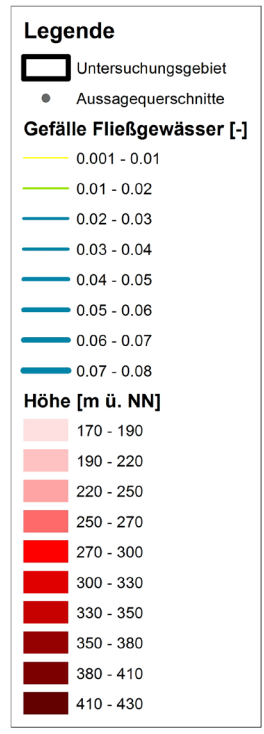 Legende
Untersuchungsgebiet
Aussagequerschnitte
Gefälle Fließgewässer [-]
0.001 - 0.01
0.01 - 0.02
0.02 - 0.03
0.03 - 0.04
0.04 - 0.05
0.05 - 0.06
0.06 - 0.07
0.07 - 0.08
Höhe [m ü. NN]
170 - 190
190 - 220
220 - 250
250 - 270
270 - 300
300 - 330
330 - 350
350 - 380
380 - 410
410 - 430